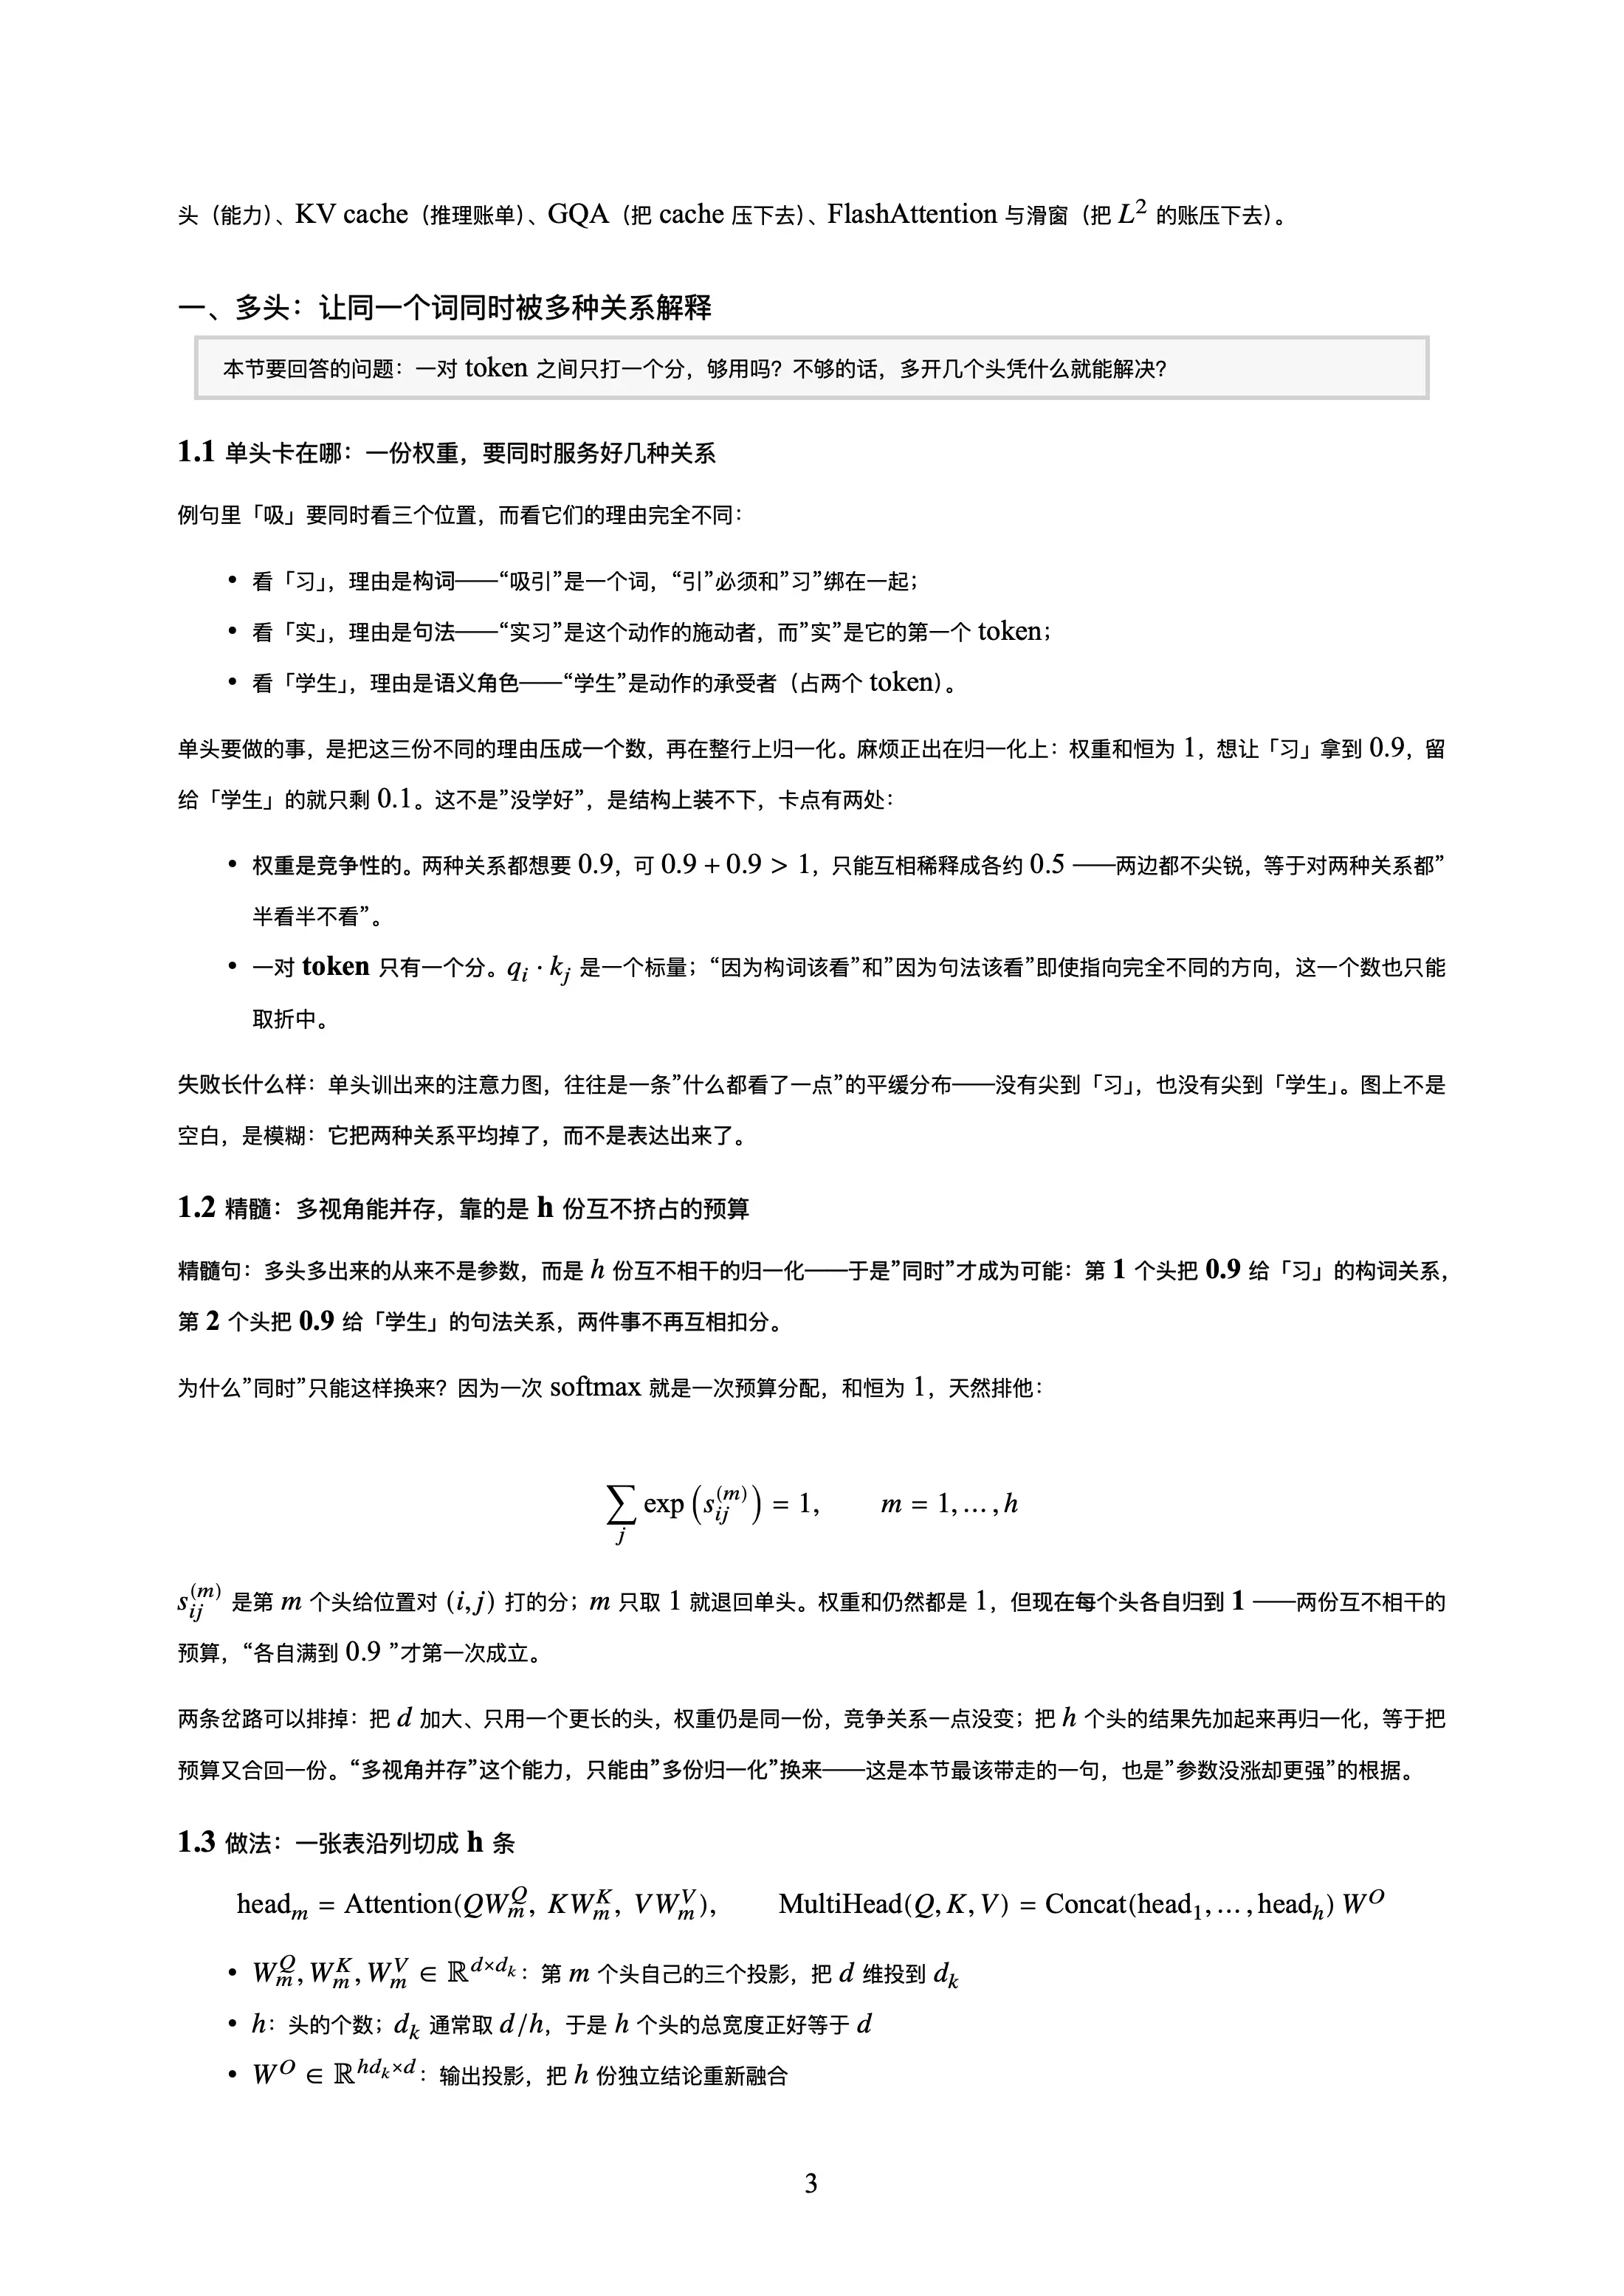 头（能力）、KV cache（推理账单）、GQA（把 cache 压下去）、FlashAttention 与滑窗（把 L² 的账压下去）。
一、多头：让同一个词同时被多种关系解释
本节要回答的问题：一对 token 之间只打一个分，够用吗？不够的话，多开几个头凭什么就能解决？
1.1 单头卡在哪：一份权重，要同时服务好几种关系
例句里「吸」要同时看三个位置，而看它们的理由完全不同：
• 看「习」，理由是构词——“吸引”是一个词，“引”必须和”习”绑在一起；
• 看「实」，理由是句法——“实习”是这个动作的施动者，而”实”是它的第一个 token；
• 看「学生」，理由是语义角色——“学生”是动作的承受者（占两个 token）。
单头要做的事，是把这三份不同的理由压成一个数，再在整行上归一化。麻烦正出在归一化上：权重和恒为 1，想让「习」拿到 0.9，留
给「学生」的就只剩 0.1。这不是”没学好”，是结构上装不下，卡点有两处：
• 权重是竞争性的。两种关系都想要 0.9，可 0.9 + 0.9 > 1，只能互相稀释成各约 0.5 ——两边都不尖锐，等于对两种关系都”
半看半不看”。
• 一对 token 只有一个分。q_i · k_j 是一个标量；“因为构词该看”和”因为句法该看”即使指向完全不同的方向，这一个数也只能
取折中。
失败长什么样：单头训出来的注意力图，往往是一条”什么都看了一点”的平缓分布——没有尖到「习」，也没有尖到「学生」。图上不是
空白，是模糊：它把两种关系平均掉了，而不是表达出来了。
1.2 精髓：多视角能并存，靠的是 h 份互不挤占的预算
精髓句：多头多出来的从来不是参数，而是 h 份互不相干的归一化——于是”同时”才成为可能：第 1 个头把 0.9 给「习」的构词关系，
第 2 个头把 0.9 给「学生」的句法关系，两件事不再互相扣分。
为什么”同时”只能这样换来？因为一次 softmax 就是一次预算分配，和恒为 1，天然排他：
∑_j exp(s_{ij}^{(m)}) = 1,  m = 1, … , h
s_{ij}^{(m)} 是第 m 个头给位置对 (i, j) 打的分；m 只取 1 就退回单头。权重和仍然都是 1，但现在每个头各自归到 1 ——两份互不相干的
预算，“各自满到 0.9 ”才第一次成立。
两条岔路可以排掉：把 d 加大、只用一个更长的头，权重仍是同一份，竞争关系一点没变；把 h 个头的结果先加起来再归一化，等于把
预算又合回一份。“多视角并存”这个能力，只能由”多份归一化”换来——这是本节最该带走的一句，也是”参数没涨却更强”的根据。
1.3 做法：一张表沿列切成 h 条
head_m = Attention(QW_m^Q, KW_m^K, VW_m^V),  MultiHead(Q, K, V) = Concat(head_1, … , head_h) W^O
• W_m^Q, W_m^K, W_m^V ∈ ℝ^{d×d_k}：第 m 个头自己的三个投影，把 d 维投到 d_k
• h：头的个数；d_k 通常取 d/h，于是 h 个头的总宽度正好等于 d
• W^O ∈ ℝ^{hd_k×d}：输出投影，把 h 份独立结论重新融合
3